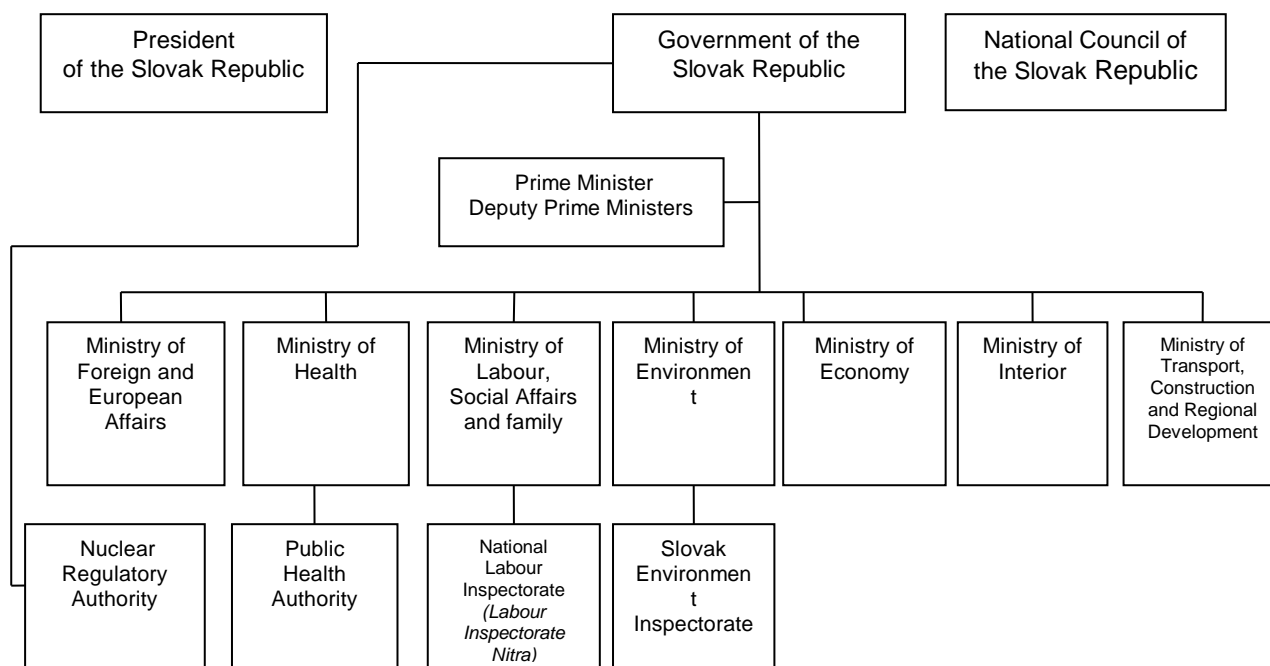 President
of the Slovak Republic
Government of the
Slovak Republic
National Council of
the Slovak Republic
Prime Minister
Deputy Prime Ministers
Ministry of
Foreign and
European
Affairs
Ministry of
Health
Ministry of
Labour,
Social Affairs
and family
Ministry of
Environmen
t
Ministry of
Economy
Ministry of
Interior
Ministry of
Transport,
Construction
and Regional
Development
Nuclear
Regulatory
Authority
Public
Health
Authority
National
Labour
Inspectorate
(Labour
Inspectorate
Nitra)
Slovak
Environmen
t
Inspectorate